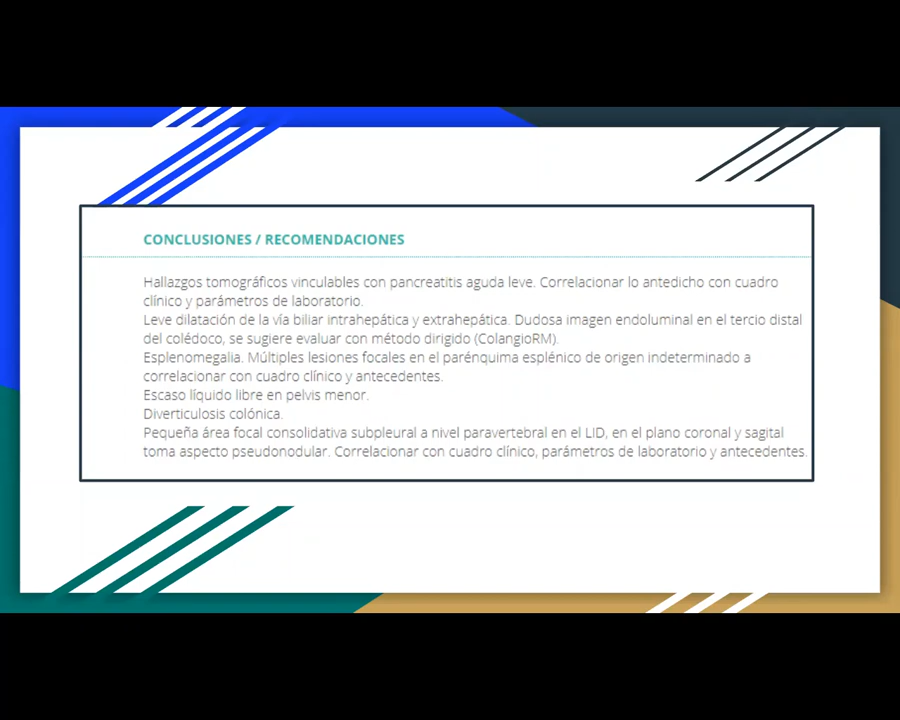 CONCLUSIONES / RECOMENDACIONES
Hallazgos tomográficos vinculables con pancreatitis aguda leve. Correlacionar lo antedicho con cuadro
clínico y parámetros de laboratorio.
Leve dilatación de la vía biliar intrahepática y extrahepática. Dudosa imagen endoluminal en el tercio distal
del colédoco, se sugiere evaluar con método dirigido (ColangioRM).
Esplenomegalia. Múltiples lesiones focales en el parénquima esplénico de origen indeterminado a
correlacionar con cuadro clínico y antecedentes.
Escaso líquido libre en pelvis menor.
Diverticulosis colónica.
Pequeña área focal consolidativa subpleural a nivel paravertebral en el LID, en el plano coronal y sagital
toma aspecto pseudonodular. Correlacionar con cuadro clínico, parámetros de laboratorio y antecedentes.